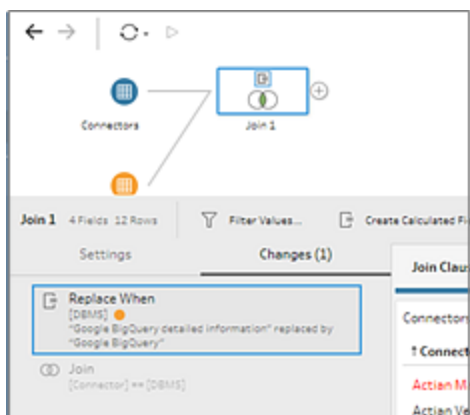 Connectors
Join 1
Join 1 4 Fields 12 Rows Filter Values... Create Calculated Fi
Settings Changes (1)
Join Clau
Replace When
[DBMS]
"Google BigQuery detailed information" replaced by
"Google BigQuery"
Join
[Connector] == [DBMS]
Connectors
Connect
Actian M
Actian Ve